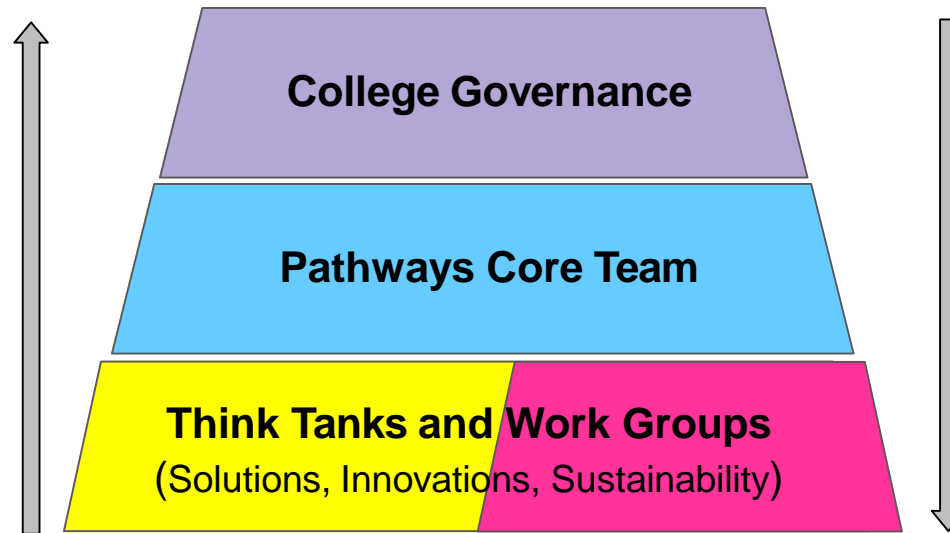 College Governance
Pathways Core Team
Think Tanks and Work Groups
(Solutions, Innovations, Sustainability)